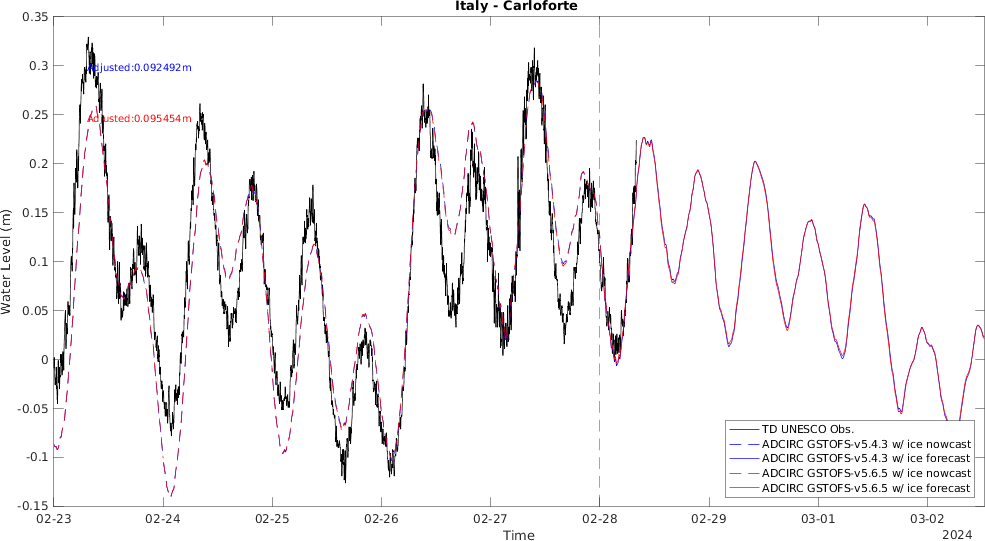 Italy - Carloforte
0.35
0.3
0.25
0.2
0.15
0.1
0.05
0
-0.05
-0.1
-0.15
Water Level (m)
Adjusted:0.092492m
Adjusted:0.095454m
TD UNESCO Obs.
ADCIRC GSTOFS-v5.4.3 w/ ice nowcast
ADCIRC GSTOFS-v5.4.3 w/ ice forecast
ADCIRC GSTOFS-v5.6.5 w/ ice nowcast
ADCIRC GSTOFS-v5.6.5 w/ ice forecast
02-23 02-24 02-25 02-26 02-27 02-28 02-29 03-01 03-02
Time
2024